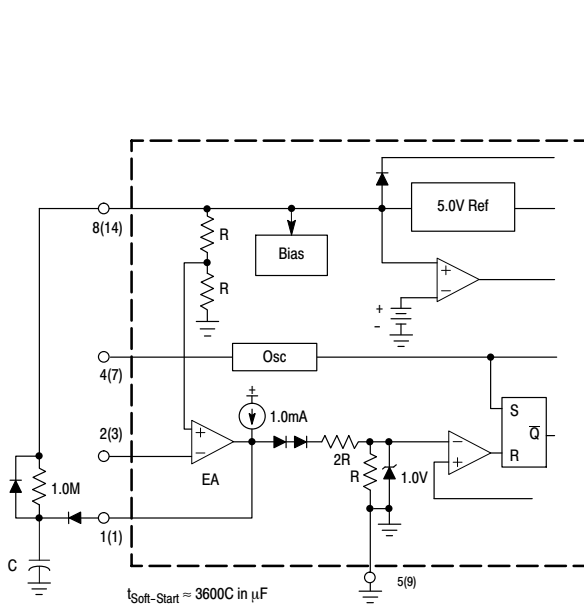 8(14)
R
R
Bias
5.0V Ref
+
−
+
−
4(7)
Osc
2(3)
+
−
EA
+
1.0mA
2R
R
1.0V
−
+
S
Q̅
R
1.0M
1(1)
C
5(9)
tSoft−Start ≈ 3600C in µF